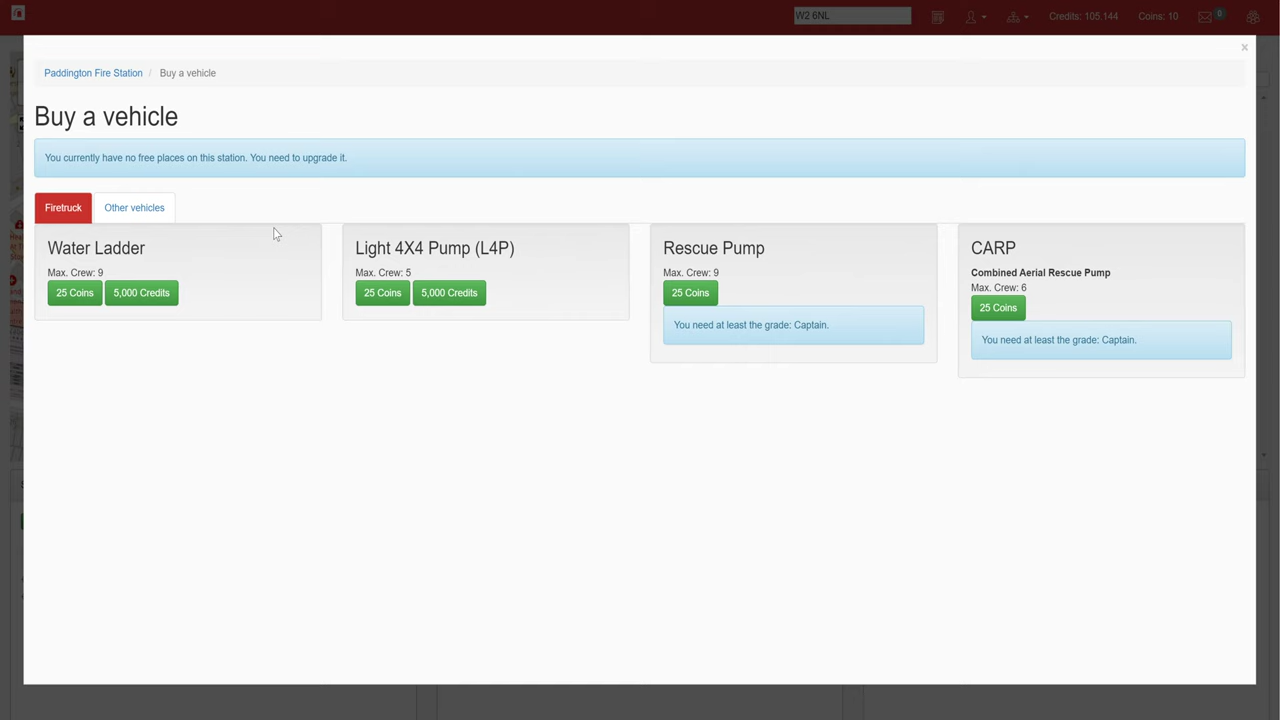 W2 6NL
Credits: 105.144
Coins: 10
0
×
Paddington Fire Station / Buy a vehicle
Buy a vehicle
You currently have no free places on this station. You need to upgrade it.
Firetruck
Other vehicles
Water Ladder
Max. Crew: 9
25 Coins
5,000 Credits
Light 4X4 Pump (L4P)
Max. Crew: 5
25 Coins
5,000 Credits
Rescue Pump
Max. Crew: 9
25 Coins
You need at least the grade: Captain.
CARP
Combined Aerial Rescue Pump
Max. Crew: 6
25 Coins
You need at least the grade: Captain.